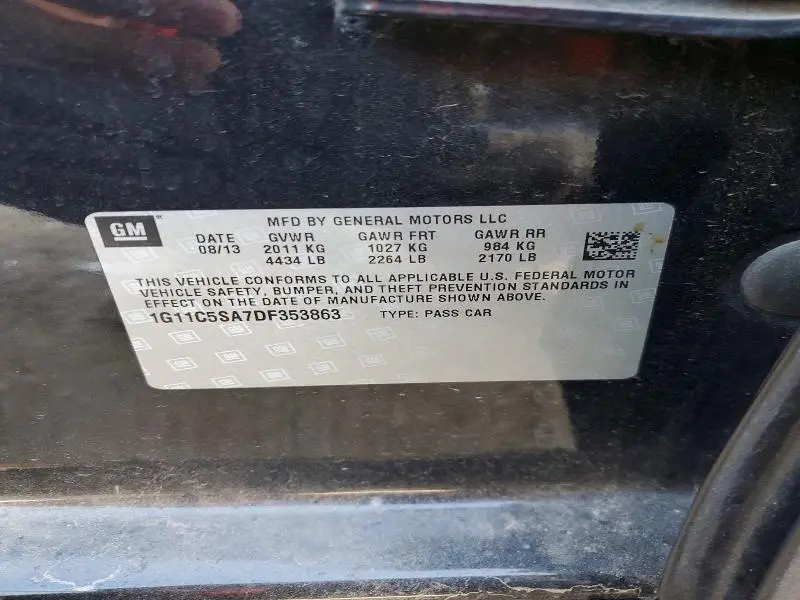 GM MFD BY GENERAL MOTORS LLC
DATE GVWR GAWR FRT GAWR RR
08/13 2011 KG 1027 KG 984 KG
4434 LB 2264 LB 2170 LB
THIS VEHICLE CONFORMS TO ALL APPLICABLE U.S. FEDERAL MOTOR
VEHICLE SAFETY, BUMPER, AND THEFT PREVENTION STANDARDS IN
EFFECT ON THE DATE OF MANUFACTURE SHOWN ABOVE.
1G11C5SA7DF353863 TYPE: PASS CAR